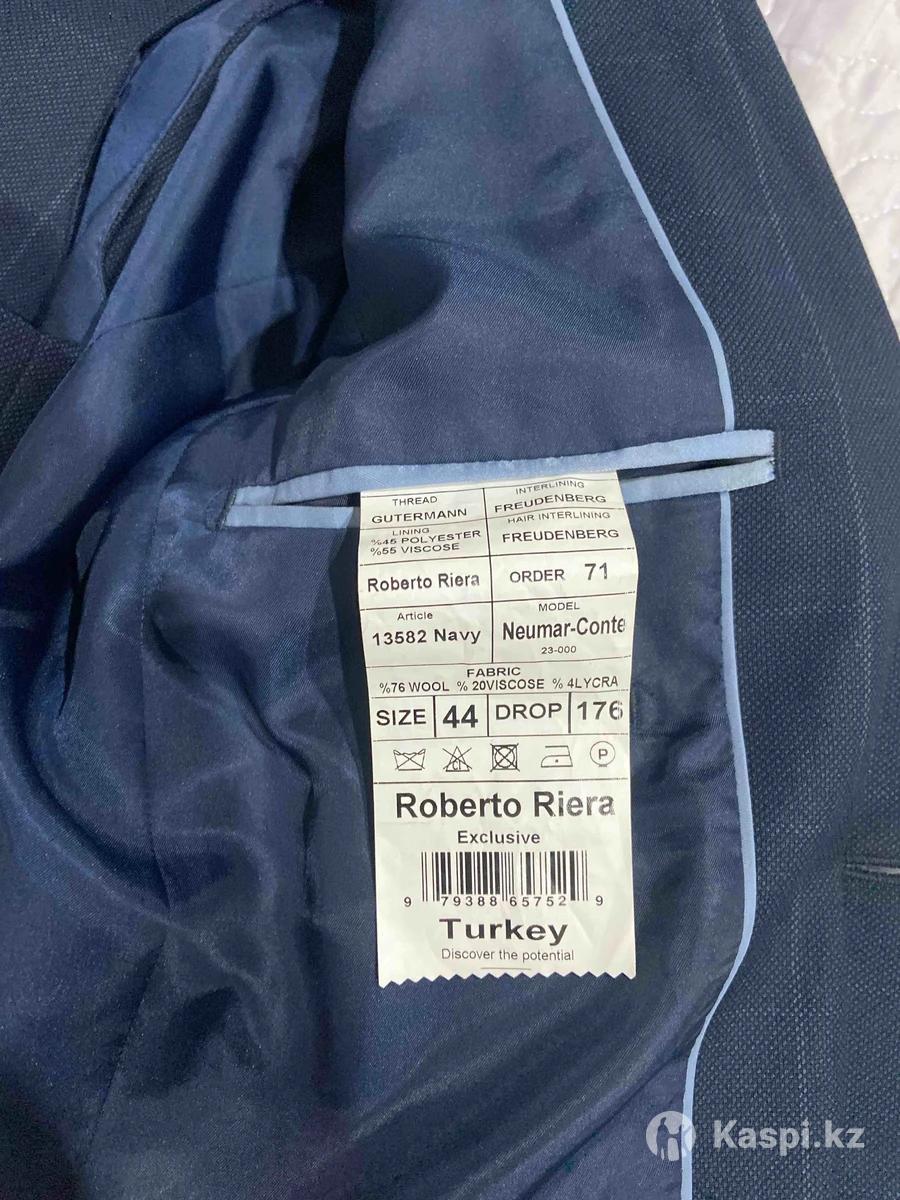 THREAD
GUTERMANN
INTERLINING
FREUDENBERG
LINING
%45 POLYESTER
%55 VISCOSE
HAIR INTERLINING
FREUDENBERG
Roberto Riera
ORDER 71
Article
13582 Navy
MODEL
Neumar-Conte
23-000
FABRIC
%76 WOOL % 20VISCOSE % 4LYCRA
SIZE 44 DROP 176
CL
P
Roberto Riera
Exclusive
9 79388 65752 9
Turkey
Discover the potential
Kaspi.kz